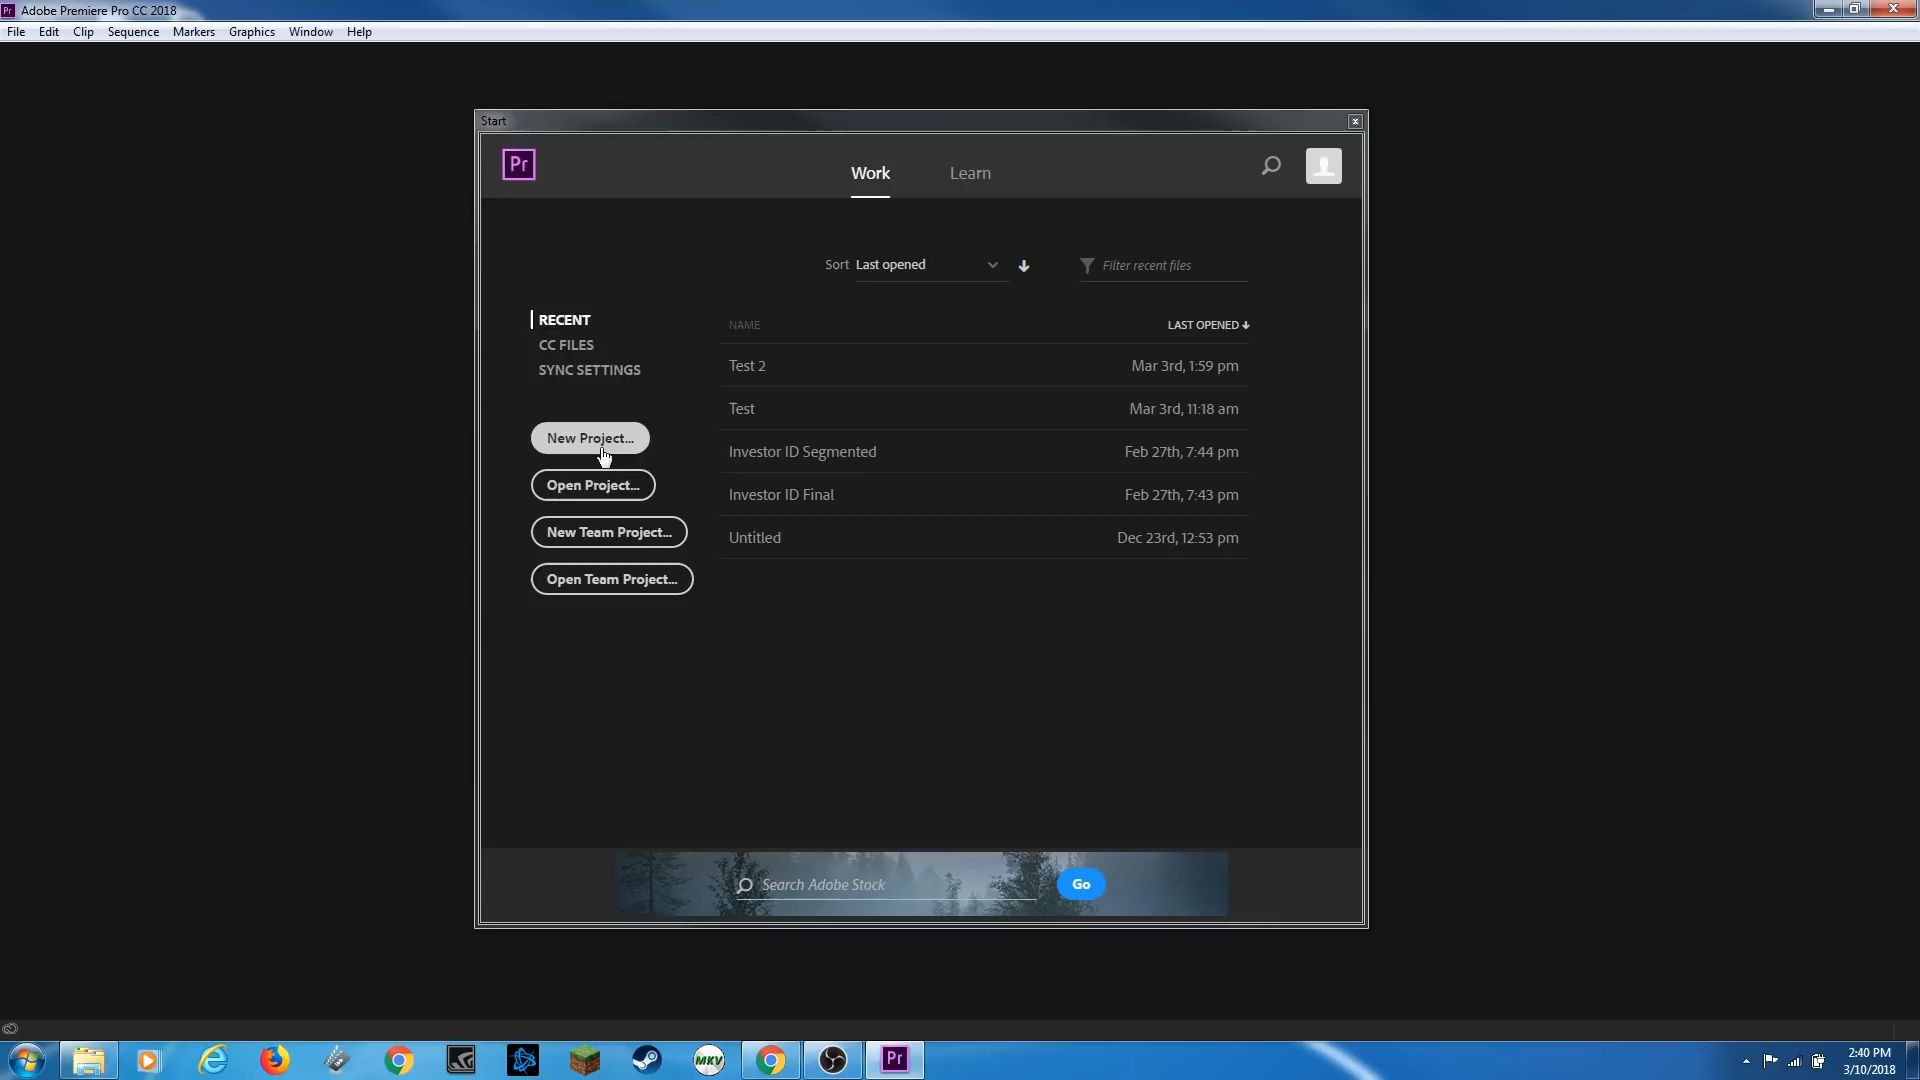 Pr Adobe Premiere Pro CC 2018
File Edit Clip Sequence Markers Graphics Window Help
Start
Pr
Work Learn
Sort Last opened
Filter recent files
RECENT
CC FILES
SYNC SETTINGS
New Project...
Open Project...
New Team Project...
Open Team Project...
NAME LAST OPENED
Test 2 Mar 3rd, 1:59 pm
Test Mar 3rd, 11:18 am
Investor ID Segmented Feb 27th, 7:44 pm
Investor ID Final Feb 27th, 7:43 pm
Untitled Dec 23rd, 12:53 pm
Search Adobe Stock Go
MKV
Pr
2:40 PM
3/10/2018